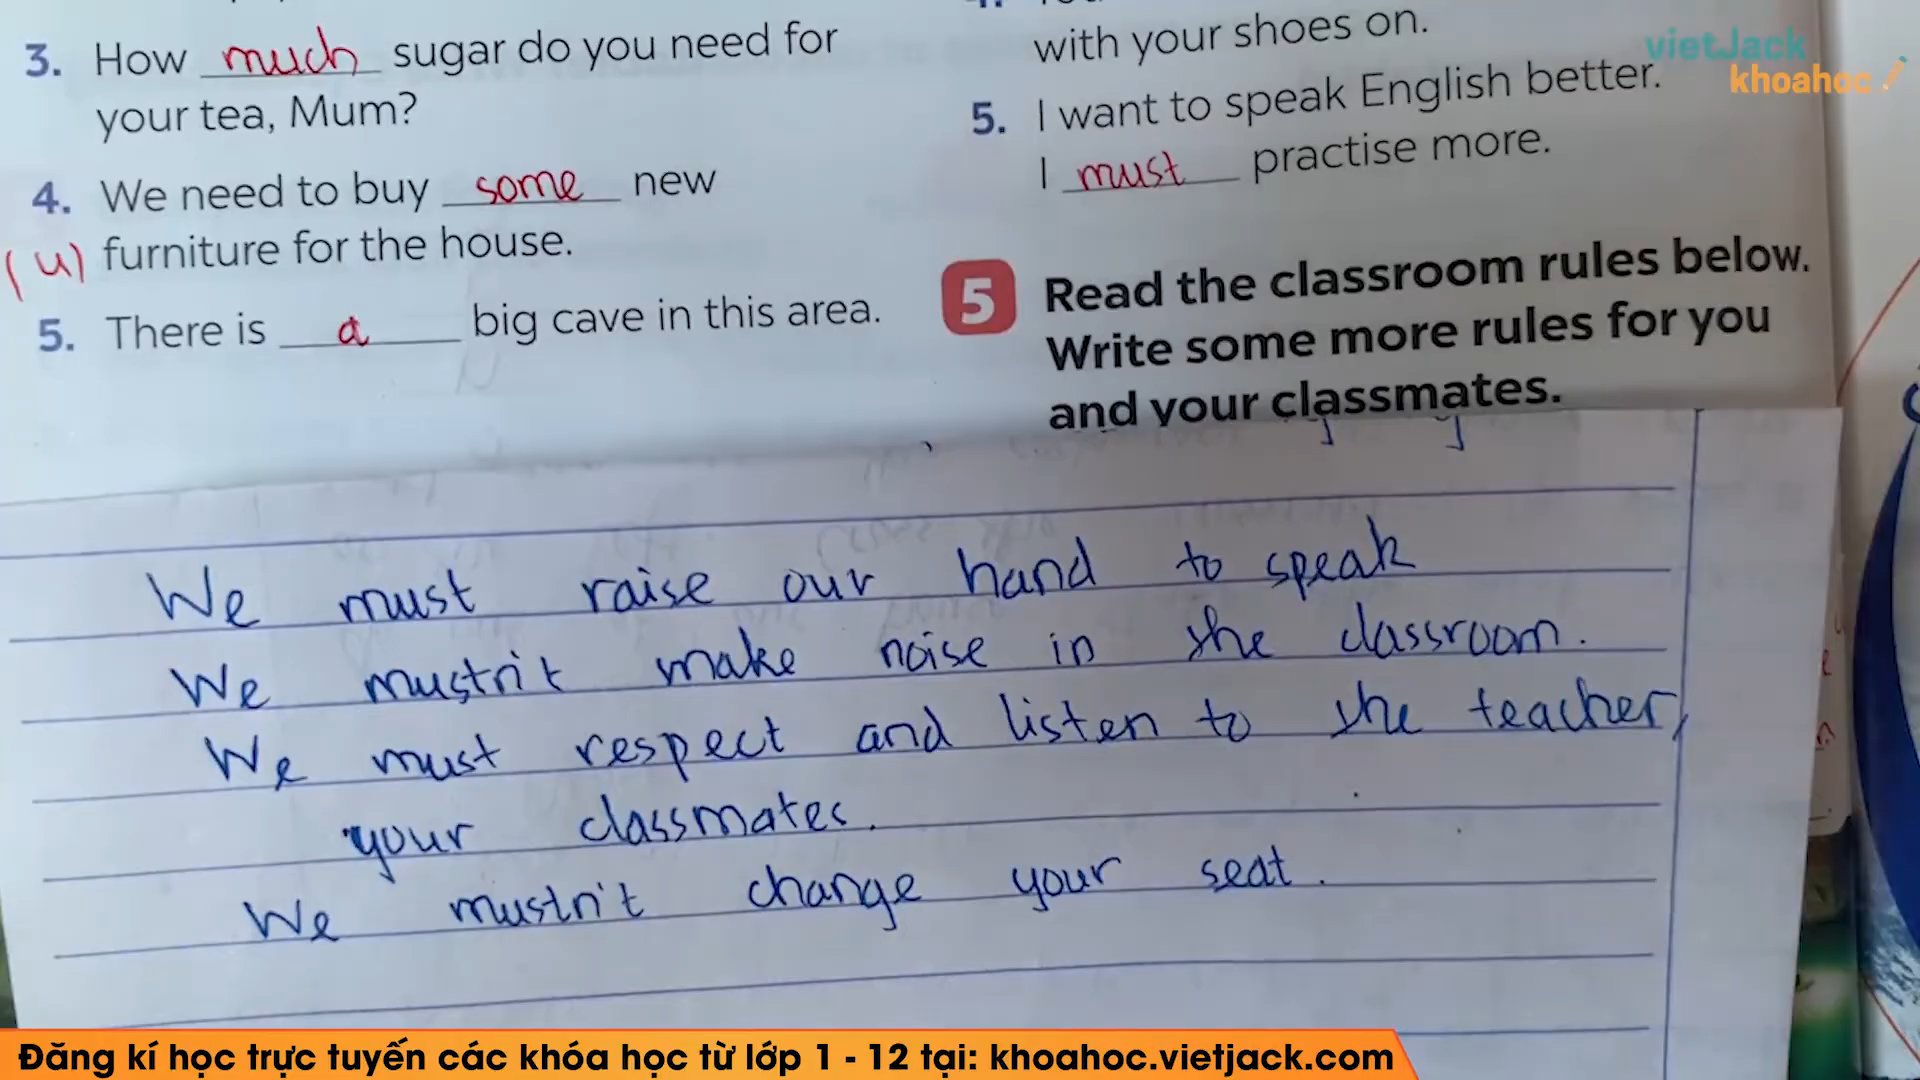 3. How much sugar do you need for
your tea, Mum?
4. We need to buy some new
(u) furniture for the house.
5. There is a big cave in this area.
with your shoes on.
5. I want to speak English better.
I must practise more.
5 Read the classroom rules below.
Write some more rules for you
and your classmates.
vietJack
khoahoc
We must raise our hand to speak
We mustn't make noise in the classroom.
We must respect and listen to the teacher,
your classmates.
We mustn't change your seat.
Đăng kí học trực tuyến các khóa học từ lớp 1 - 12 tại: khoahoc.vietjack.com